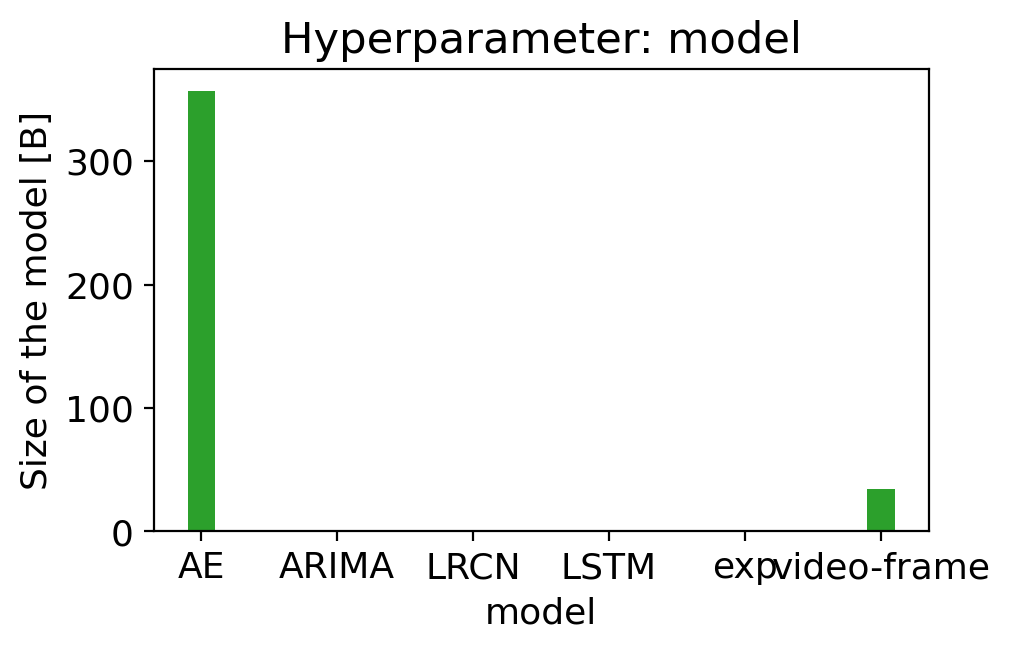 Hyperparameter: model
Size of the model [B]
300
200
100
0
AE ARIMA LRCN LSTM exp video-frame
model